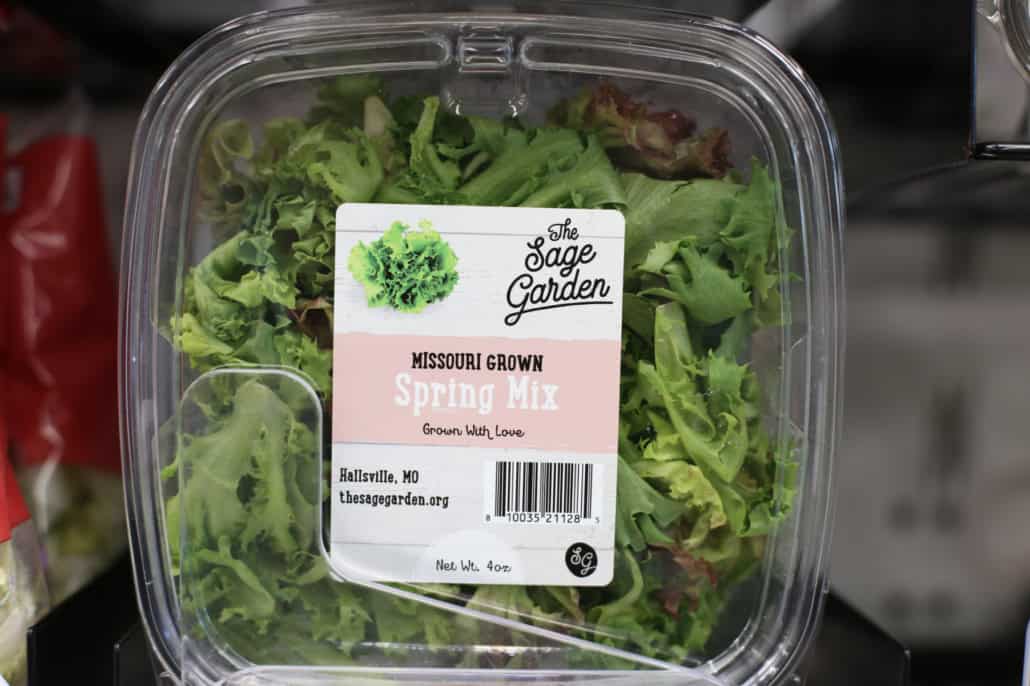 The
Sage
Garden
MISSOURI GROWN
Spring Mix
Grown With Love
Hallsville, MO
thesagegarden.org
8 10035 21128 5
Net Wt. 4oz
SG